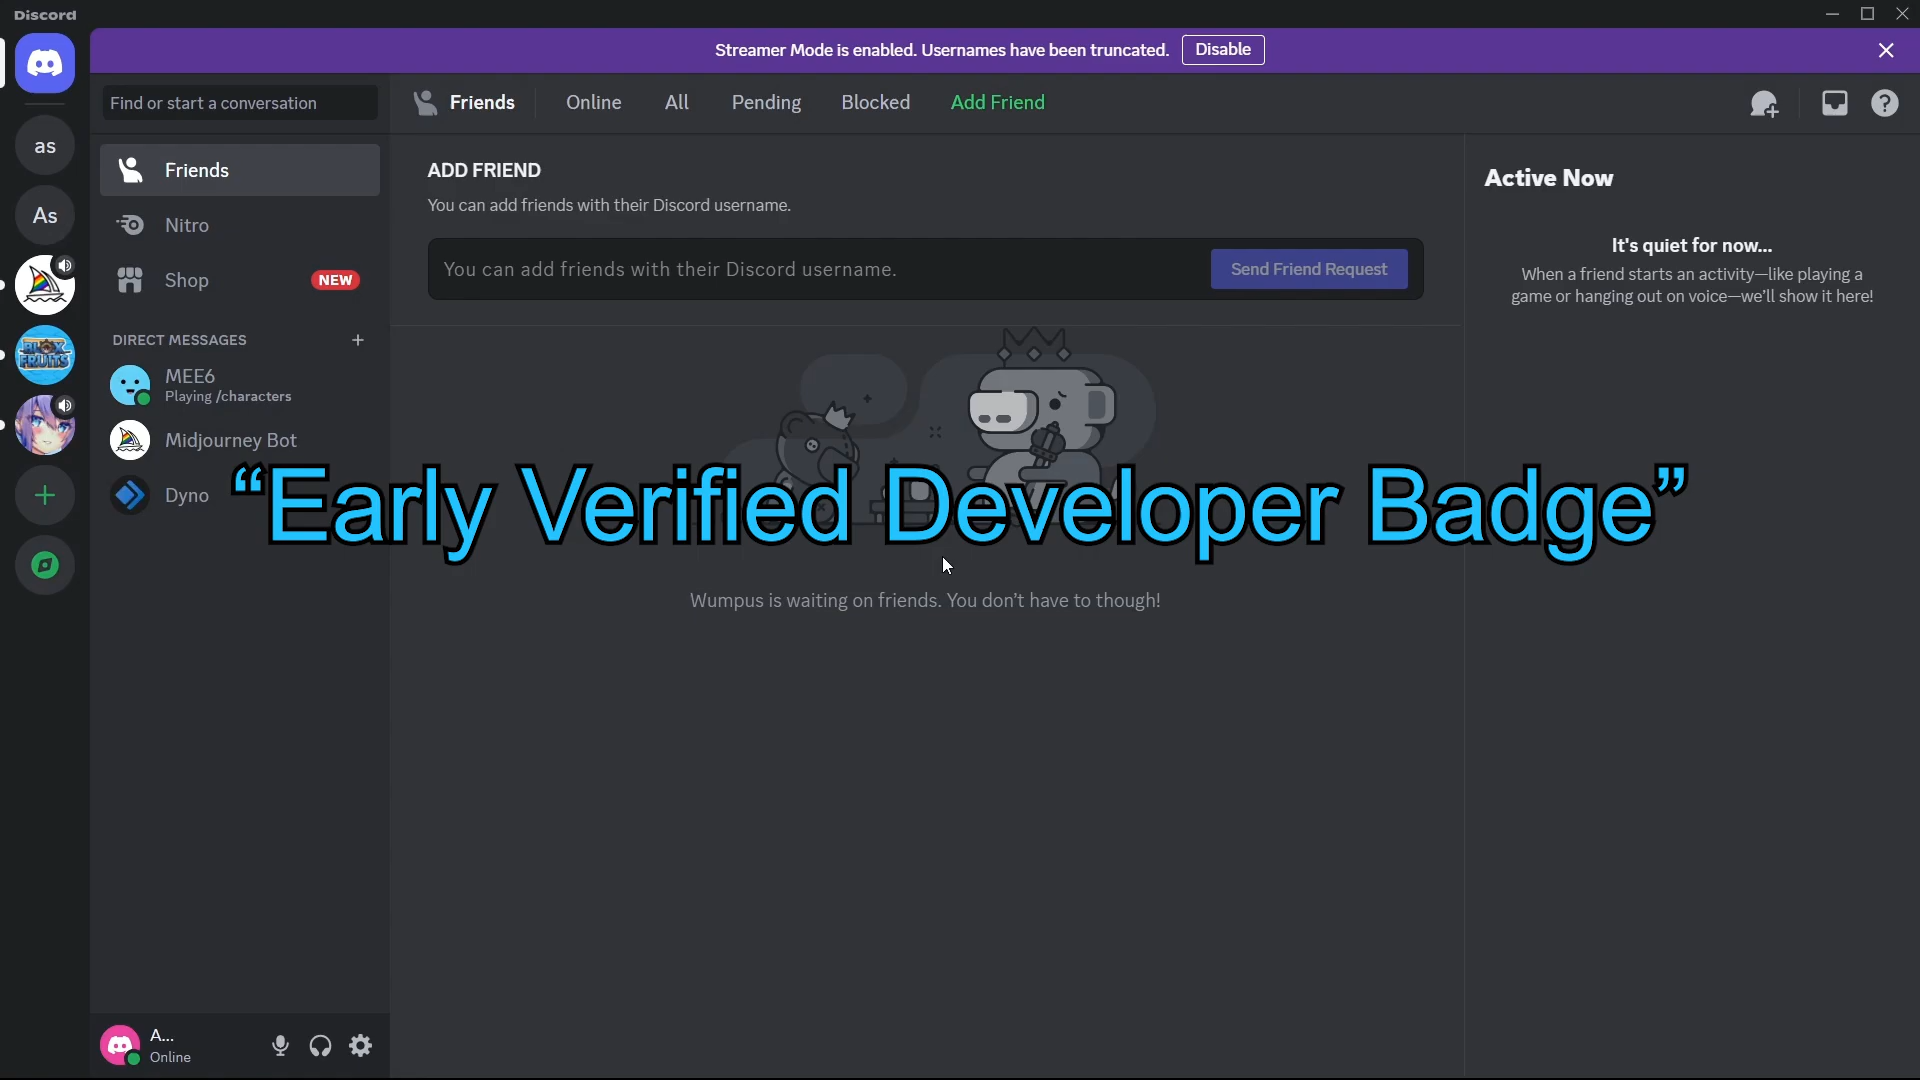 Discord
Streamer Mode is enabled. Usernames have been truncated. Disable
Find or start a conversation
Friends Online All Pending Blocked Add Friend
as
As
BLOX FRUITS
Friends
Nitro
Shop NEW
DIRECT MESSAGES
MEE6
Playing /characters
Midjourney Bot
Dyno
ADD FRIEND
You can add friends with their Discord username.
You can add friends with their Discord username. Send Friend Request
“Early Verified Developer Badge”
Wumpus is waiting on friends. You don't have to though!
Active Now
It's quiet for now...
When a friend starts an activity—like playing a
game or hanging out on voice—we'll show it here!
A...
Online